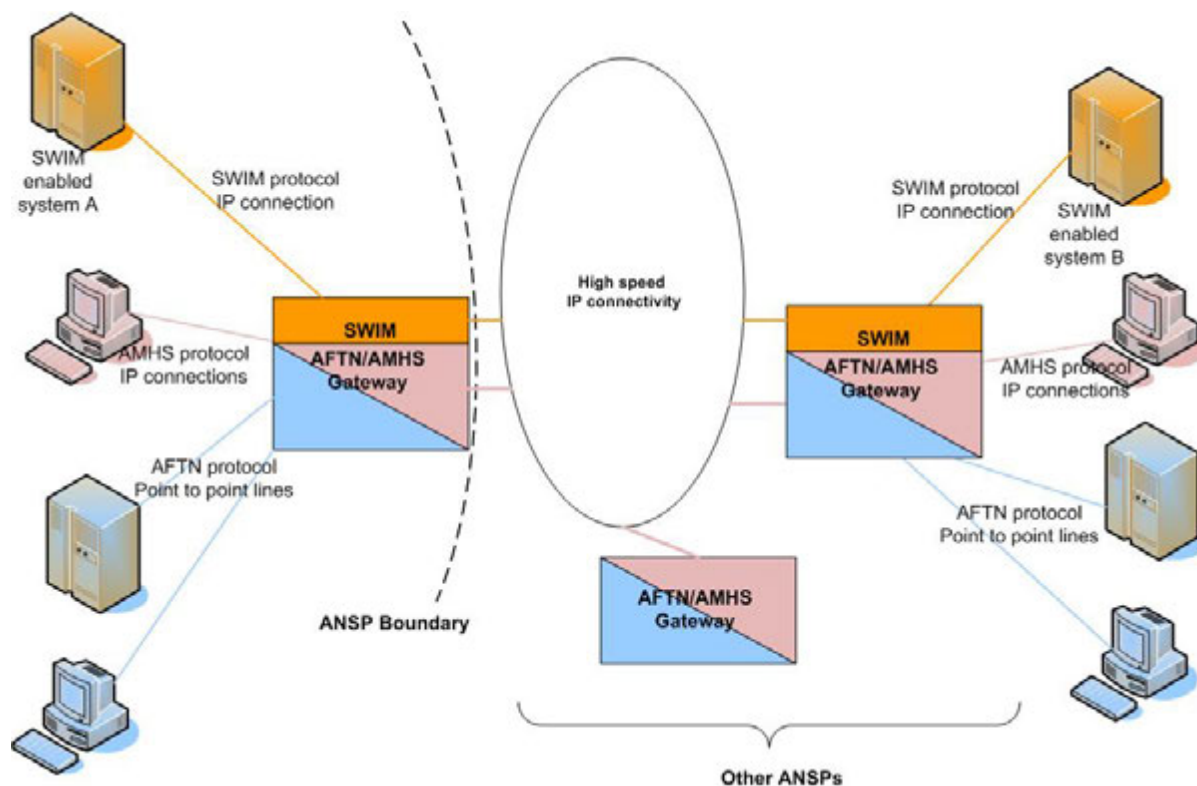 SWIM
enabled
system A
SWIM protocol
IP connection
AMHS protocol
IP connections
AFTN protocol
Point to point lines
SWIM
AFTN/AMHS
Gateway
ANSP Boundary
High speed
IP connectivity
AFTN/AMHS
Gateway
Other ANSPs
SWIM
AFTN/AMHS
Gateway
SWIM protocol
IP connection
SWIM
enabled
system B
AMHS protocol
IP connections
AFTN protocol
Point to point lines